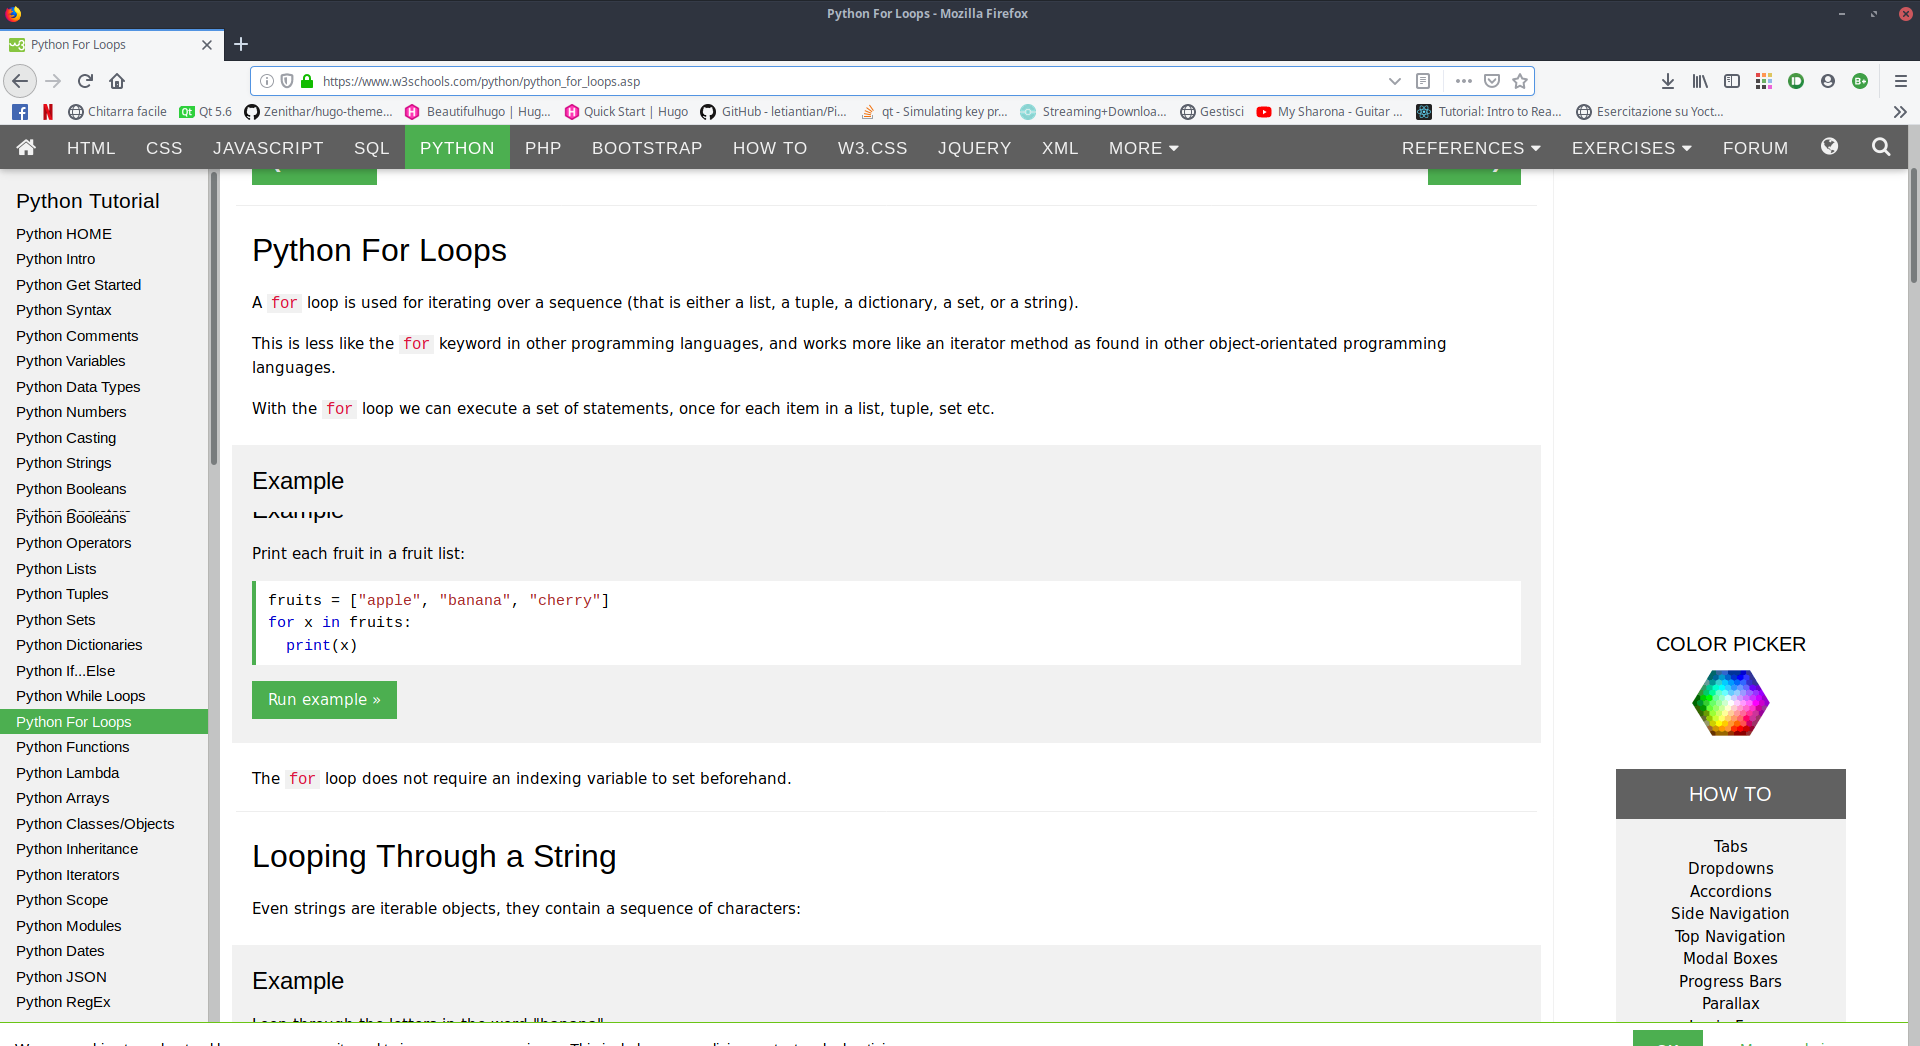 Python For Loops - Mozilla Firefox
Python For Loops
https://www.w3schools.com/python/python_for_loops.asp
Chitarra facile
Qt 5.6
Zenithar/hugo-theme...
Beautifulhugo | Hug...
Quick Start | Hugo
GitHub - letiantian/Pi...
qt - Simulating key pr...
Streaming+Downloa...
Gestisci
My Sharona - Guitar ...
Tutorial: Intro to Rea...
Esercitazione su Yoct...
HTML CSS JAVASCRIPT SQL PYTHON PHP BOOTSTRAP HOW TO W3.CSS JQUERY XML MORE REFERENCES EXERCISES FORUM
Python Tutorial
Python HOME
Python Intro
Python Get Started
Python Syntax
Python Comments
Python Variables
Python Data Types
Python Numbers
Python Casting
Python Strings
Python Booleans
Python Booleans
Python Operators
Python Lists
Python Tuples
Python Sets
Python Dictionaries
Python If...Else
Python While Loops
Python For Loops
Python Functions
Python Lambda
Python Arrays
Python Classes/Objects
Python Inheritance
Python Iterators
Python Scope
Python Modules
Python Dates
Python JSON
Python RegEx
Python For Loops
A for loop is used for iterating over a sequence (that is either a list, a tuple, a dictionary, a set, or a string).
This is less like the for keyword in other programming languages, and works more like an iterator method as found in other object-orientated programming
languages.
With the for loop we can execute a set of statements, once for each item in a list, tuple, set etc.
Example
Example
Print each fruit in a fruit list:
fruits = ["apple", "banana", "cherry"]
for x in fruits:
  print(x)
Run example »
The for loop does not require an indexing variable to set beforehand.
Looping Through a String
Even strings are iterable objects, they contain a sequence of characters:
Example
Loop through the letters in the word "banana"
COLOR PICKER
HOW TO
Tabs
Dropdowns
Accordions
Side Navigation
Top Navigation
Modal Boxes
Progress Bars
Parallax